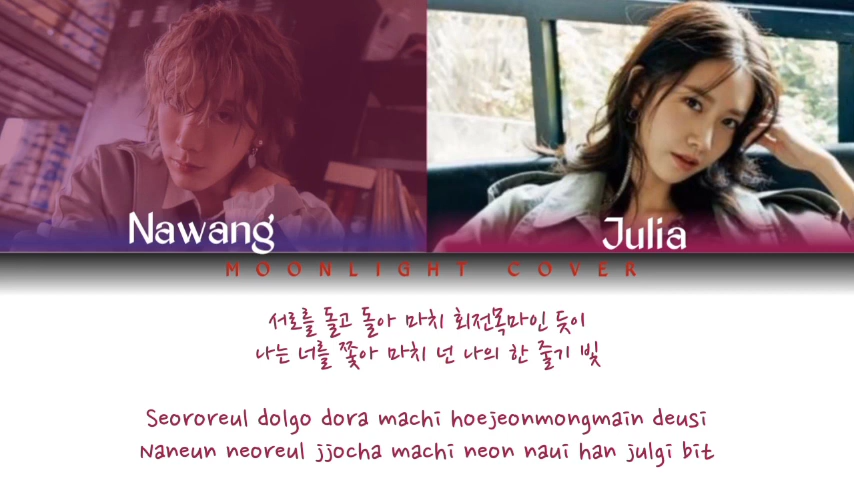 Nawang
Julia
MOONLIGHT COVER
서로를 돌고 돌아 마치 회전목마인 듯이
나는 너를 쫓아 마치 넌 나의 한 줄기 빛
Seororeul dolgo dora machi hoejeonmongmain deusi
Naneun neoreul jjocha machi neon naui han julgi bit